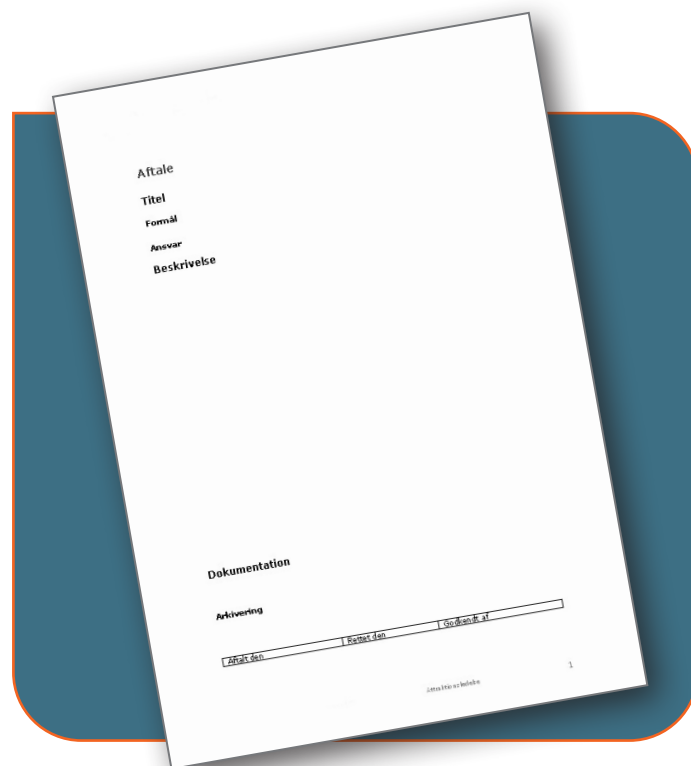 Aftale
Titel
Formål
Ansvar
Beskrivelse
Dokumentation
Arkivering
Aftalt den Rettet den Godkendt af
1